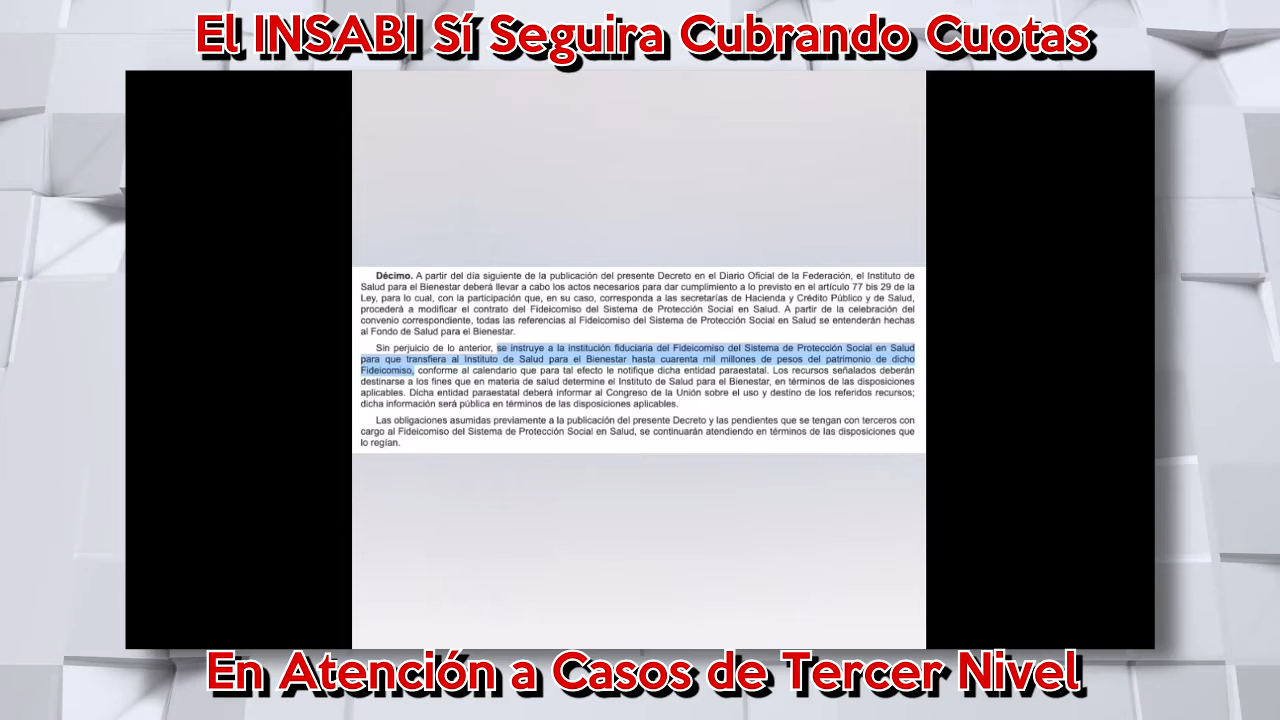 El INSABI Sí Seguira Cubrando Cuotas
Décimo. A partir del día siguiente de la publicación del presente Decreto en el Diario Oficial de la Federación, el Instituto de
Salud para el Bienestar deberá llevar a cabo los actos necesarios para dar cumplimiento a lo previsto en el artículo 77 bis 29 de la
Ley, para lo cual, con la participación que, en su caso, corresponda a las secretarías de Hacienda y Crédito Público y de Salud,
procederá a modificar el contrato del Fideicomiso del Sistema de Protección Social en Salud. A partir de la celebración del
convenio correspondiente, todas las referencias al Fideicomiso del Sistema de Protección Social en Salud se entenderán hechas
al Fondo de Salud para el Bienestar.
Sin perjuicio de lo anterior, se instruye a la institución fiduciaria del Fideicomiso del Sistema de Protección Social en Salud
para que transfiera al Instituto de Salud para el Bienestar hasta cuarenta mil millones de pesos del patrimonio de dicho
Fideicomiso, conforme al calendario que para tal efecto le notifique dicha entidad paraestatal. Los recursos señalados deberán
destinarse a los fines que en materia de salud determine el Instituto de Salud para el Bienestar, en términos de las disposiciones
aplicables. Dicha entidad paraestatal deberá informar al Congreso de la Unión sobre el uso y destino de los referidos recursos;
dicha información será pública en términos de las disposiciones aplicables.
Las obligaciones asumidas previamente a la publicación del presente Decreto y las pendientes que se tengan con terceros con
cargo al Fideicomiso del Sistema de Protección Social en Salud, se continuarán atendiendo en términos de las disposiciones que
lo regían.
En Atención a Casos de Tercer Nivel